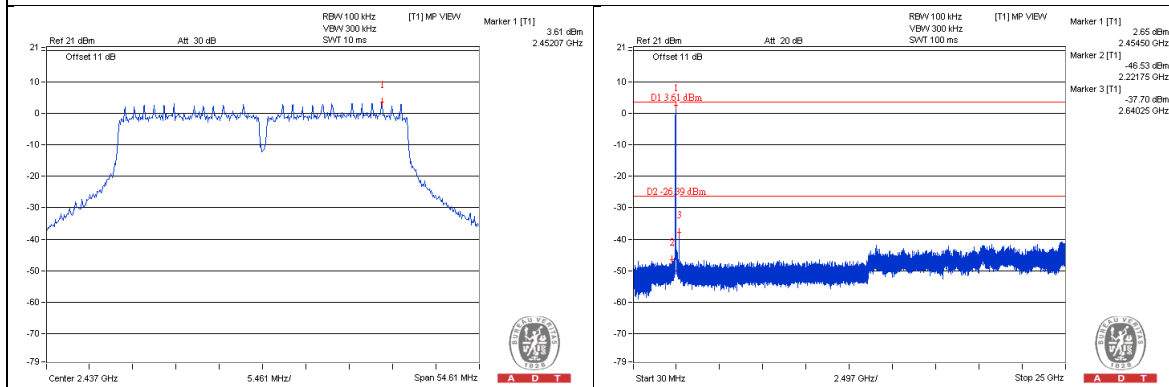 RBW 100 kHz [T1] MP VIEW
VBW 300 kHz
Ref 21 dBm Att 30 dB SWT 10 ms
Marker 1 [T1]
3.61 dBm
2.45207 GHz
21
Offset 11 dB
10
0
-10
-20
-30
-40
-50
-60
-70
-79
1
Center 2.437 GHz 5.461 MHz/ Span 54.61 MHz
BUREAU VERITAS
1828
A D T
RBW 100 kHz [T1] MP VIEW
VBW 300 kHz
Ref 21 dBm Att 20 dB SWT 100 ms
Marker 1 [T1]
2.65 dBm
2.45450 GHz
Marker 2 [T1]
-46.53 dBm
2.22175 GHz
Marker 3 [T1]
-37.70 dBm
2.64025 GHz
21
Offset 11 dB
10
0
-10
-20
-30
-40
-50
-60
-70
-79
1
D1 3.61 dBm
D2 -26.39 dBm
3
2
Start 30 MHz 2.497 GHz/ Stop 25 GHz
BUREAU VERITAS
1828
A D T